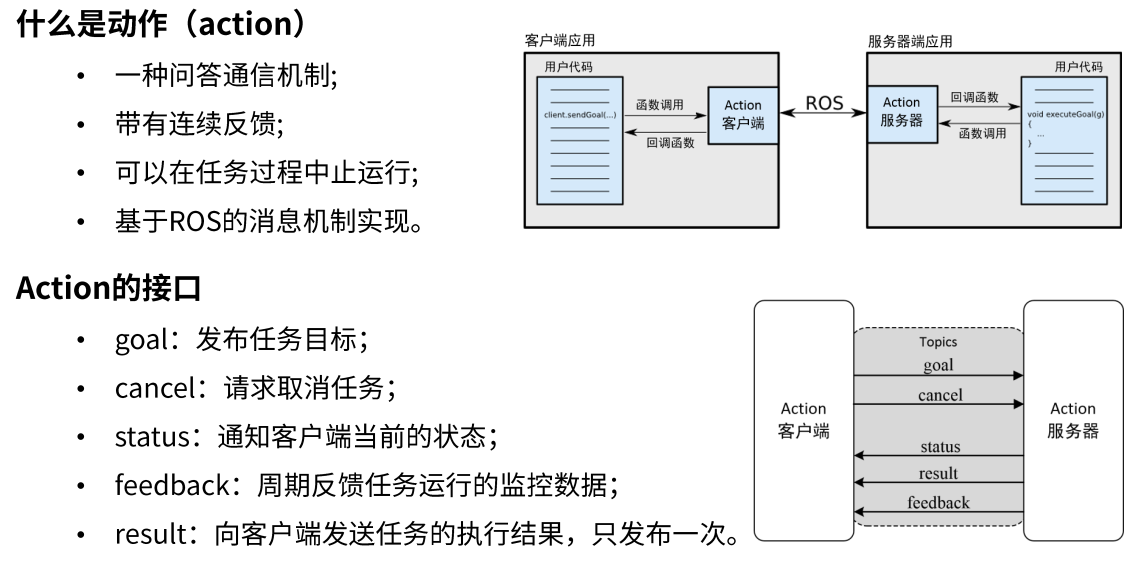 什么是动作（action）
• 一种问答通信机制;
• 带有连续反馈;
• 可以在任务过程中止运行;
• 基于ROS的消息机制实现。
客户端应用
用户代码
client.sendGoal(...)
函数调用
回调函数
Action
客户端
ROS
服务器端应用
Action
服务器
回调函数
函数调用
用户代码
void executeGoal(g)
{
...
}
Action的接口
• goal：发布任务目标；
• cancel：请求取消任务；
• status：通知客户端当前的状态；
• feedback：周期反馈任务运行的监控数据；
• result：向客户端发送任务的执行结果，只发布一次。
Action
客户端
Topics
goal
cancel
status
result
feedback
Action
服务器